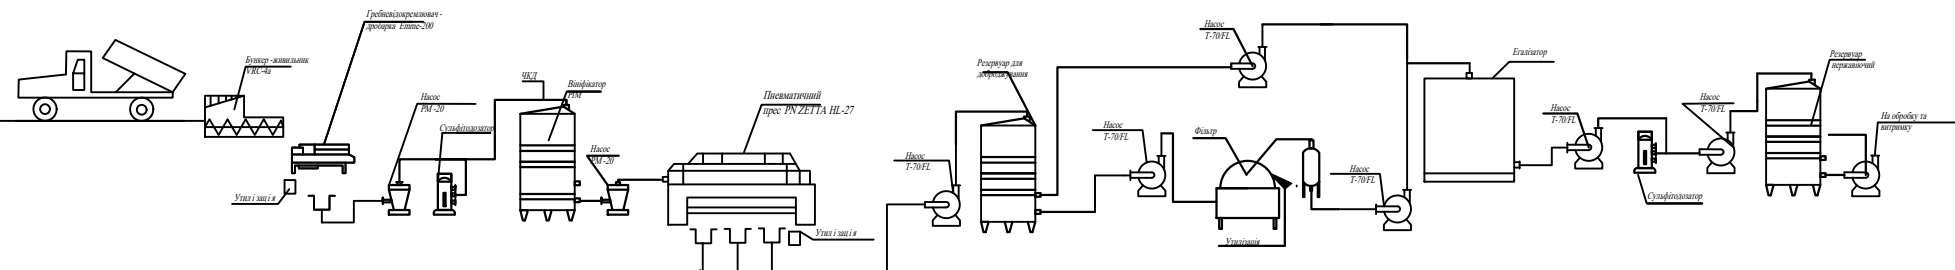 Гребневідокремлювач -
дробарка Emme-200
Бункер -живильник
VRC-4a
Утил і зац і я
Насос
PM -20
Сульфітодозатор
ЧКД
Вініфікатор
РІМ
Насос
PM -20
Пневматичний
прес PN ZETTA HL-27
Утил і зац і я
Насос
T-70/FL
Резервуар для
доброджування
Насос
T-70/FL
Насос
T-70/FL
Фільтр
Утилізація
Насос
T-70/FL
Егалізатор
Насос
T-70/FL
Сульфітодозатор
Насос
T-70/FL
Резервуар
нержавіючий
На обробку та
витримку